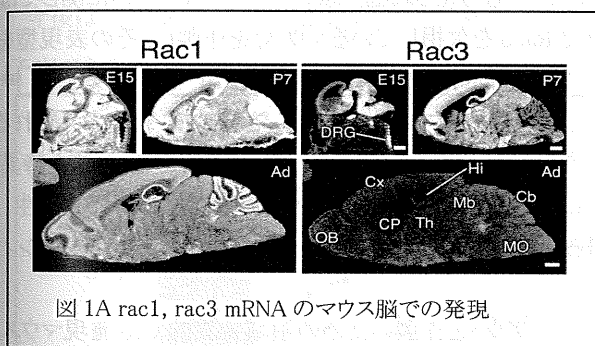 Rac1
Rac3
E15
P7
E15
P7
DRG
Ad
Hi
Ad
Cx
Mb
Cb
CP
Th
OB
MO
図 1A rac1, rac3 mRNA のマウス脳での発現